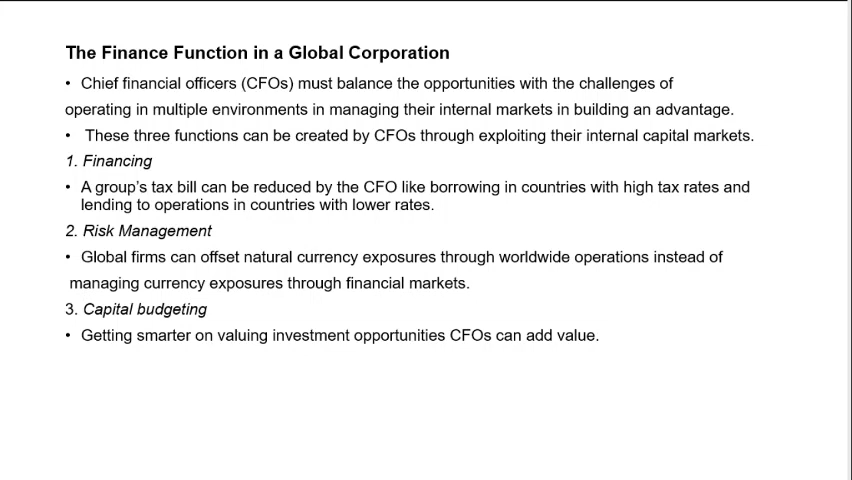 The Finance Function in a Global Corporation
• Chief financial officers (CFOs) must balance the opportunities with the challenges of
operating in multiple environments in managing their internal markets in building an advantage.
• These three functions can be created by CFOs through exploiting their internal capital markets.
1. Financing
• A group's tax bill can be reduced by the CFO like borrowing in countries with high tax rates and
lending to operations in countries with lower rates.
2. Risk Management
• Global firms can offset natural currency exposures through worldwide operations instead of
managing currency exposures through financial markets.
3. Capital budgeting
• Getting smarter on valuing investment opportunities CFOs can add value.